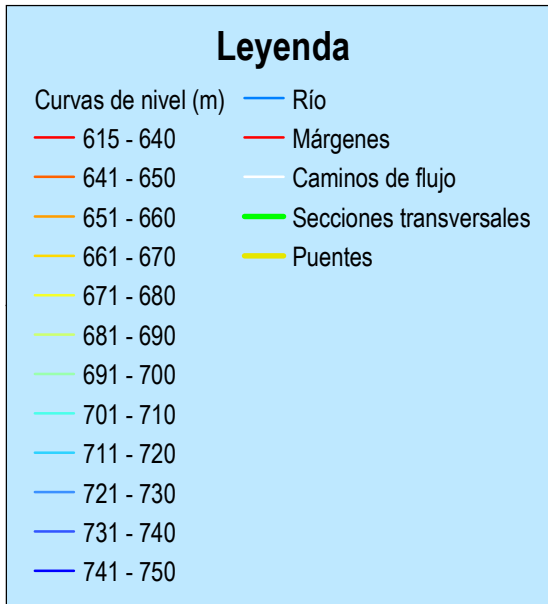 Leyenda
Curvas de nivel (m)
615 - 640
641 - 650
651 - 660
661 - 670
671 - 680
681 - 690
691 - 700
701 - 710
711 - 720
721 - 730
731 - 740
741 - 750
Río
Márgenes
Caminos de flujo
Secciones transversales
Puentes